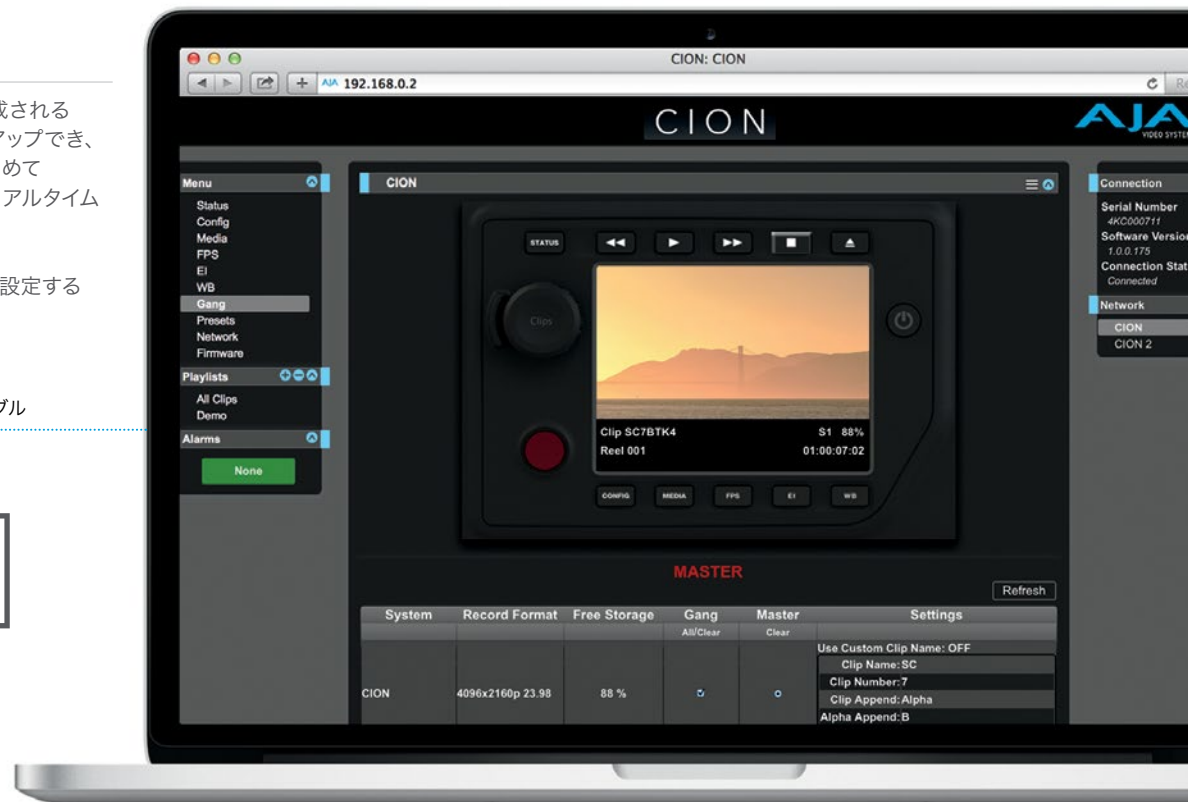 成される
アップでき、
めて
アルタイム
設定する
ブル
CION: CION
AJA 192.168.0.2
CION
AJA
VIDEO SYSTEM
Menu
Status
Config
Media
FPS
EI
WB
Gang
Presets
Network
Firmware
Playlists
All Clips
Demo
Alarms
None
CION
STATUS
Clips
Clip SC7BTK4 S1 88%
Reel 001 01:00:07:02
CONFIG MEDIA FPS EI WB
MASTER
Refresh
System Record Format Free Storage Gang Master Settings
All/Clear Clear
Use Custom Clip Name: OFF
Clip Name: SC
Clip Number: 7
Clip Append: Alpha
Alpha Append: B
CION 4096x2160p 23.98 88 %
Connection
Serial Number
4KC000711
Software Version
1.0.0.175
Connection Stat
Connected
Network
CION
CION 2